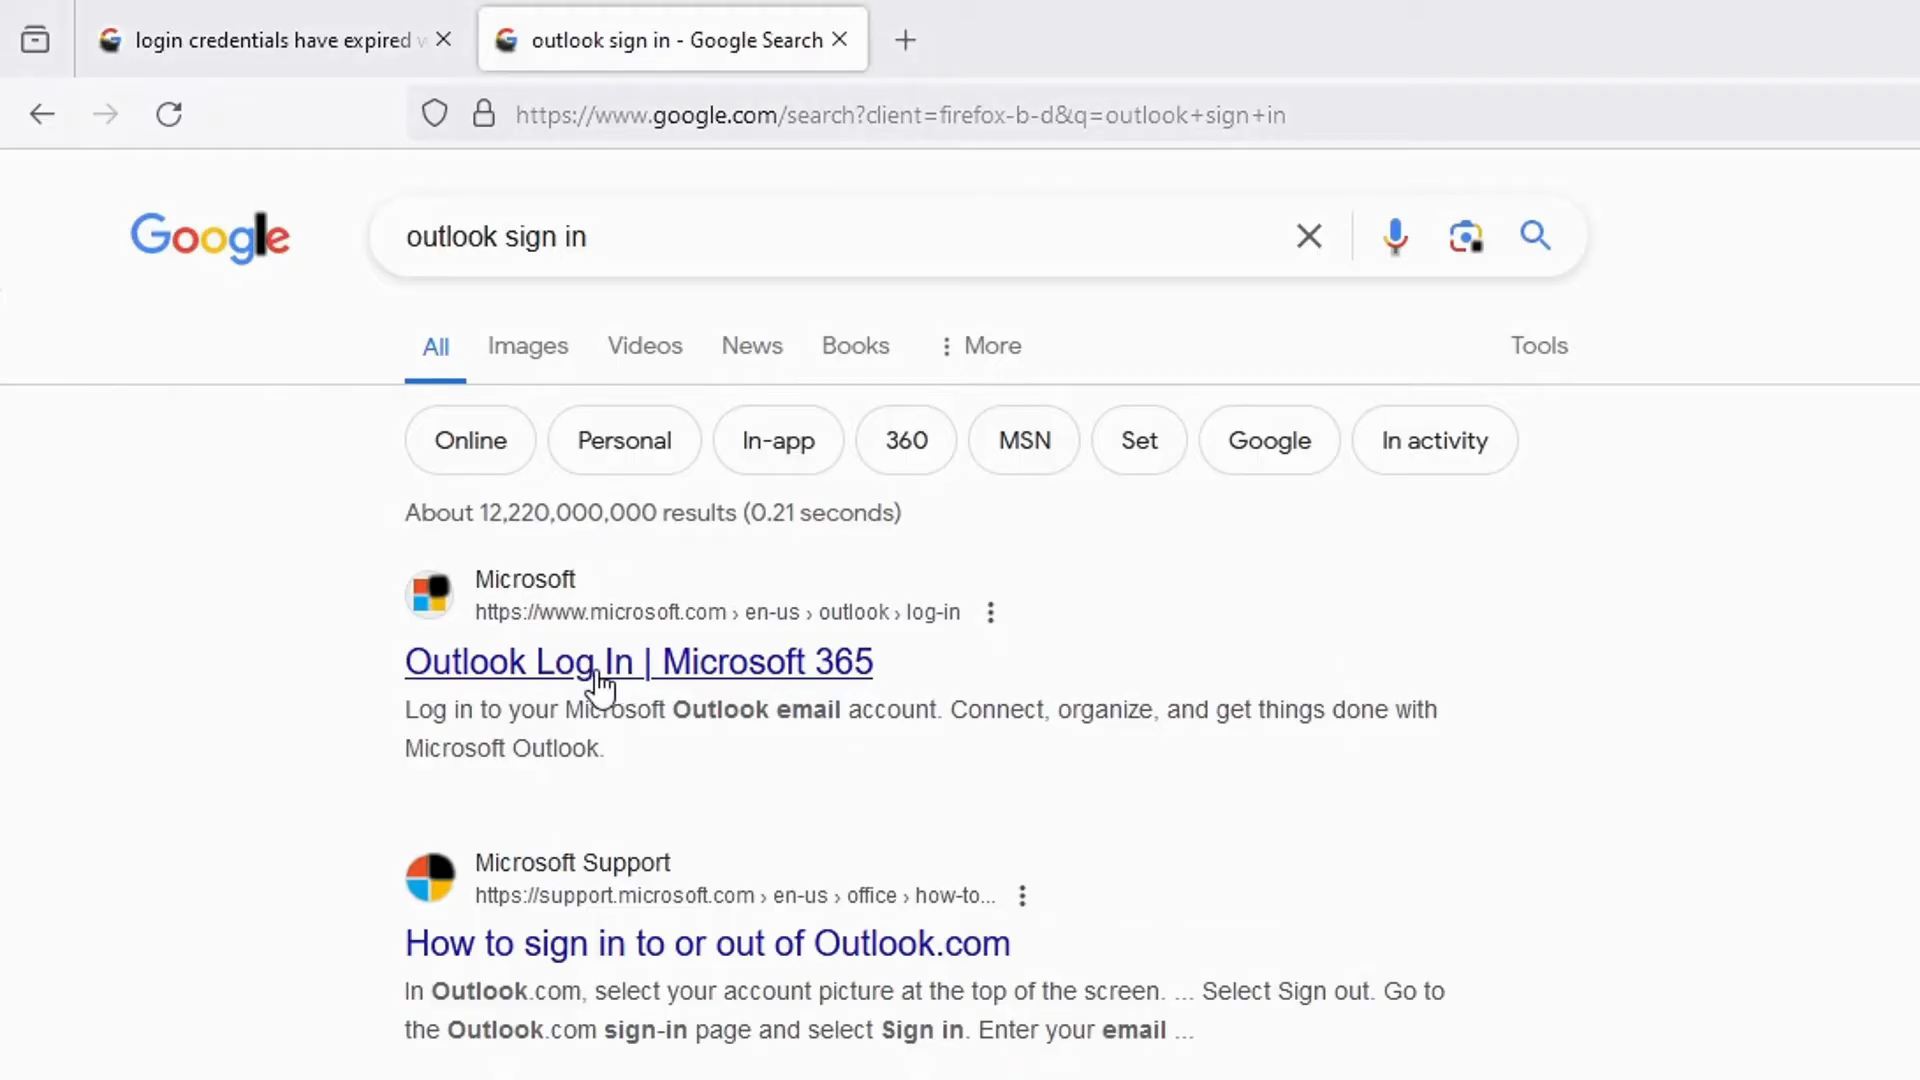 login credentials have expired
outlook sign in - Google Search
https://www.google.com/search?client=firefox-b-d&q=outlook+sign+in
Google
outlook sign in
All
Images
Videos
News
Books
More
Tools
Online
Personal
In-app
360
MSN
Set
Google
In activity
About 12,220,000,000 results (0.21 seconds)
Microsoft
https://www.microsoft.com › en-us › outlook › log-in
Outlook Log In | Microsoft 365
Log in to your Microsoft Outlook email account. Connect, organize, and get things done with
Microsoft Outlook.
Microsoft Support
https://support.microsoft.com › en-us › office › how-to...
How to sign in to or out of Outlook.com
In Outlook.com, select your account picture at the top of the screen. ... Select Sign out. Go to
the Outlook.com sign-in page and select Sign in. Enter your email ...